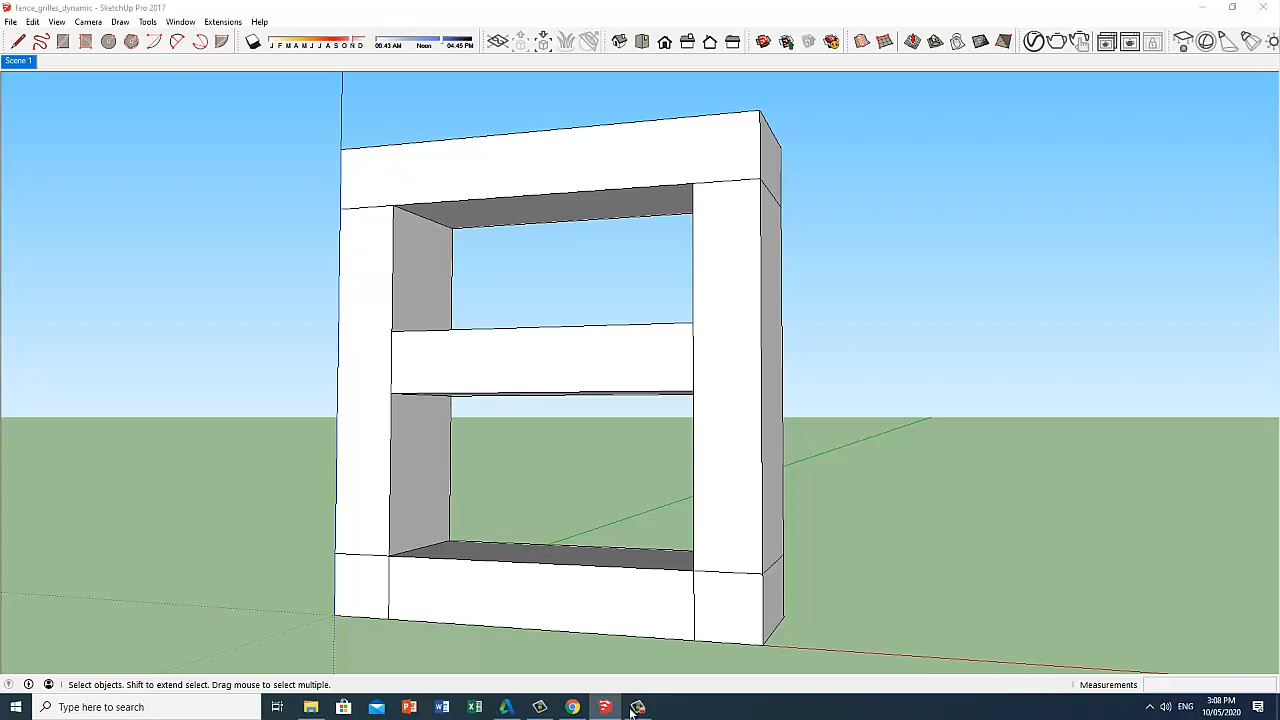 fence_grilles_dynamic - SketchUp Pro 2017
File Edit View Camera Draw Tools Window Extensions Help
J F M A M J J A S O N D 06:43 AM Noon 04:45 PM
Scene 1
Select objects. Shift to extend select. Drag mouse to select multiple. Measurements
Type here to search
ENG
3:08 PM
10/05/2020